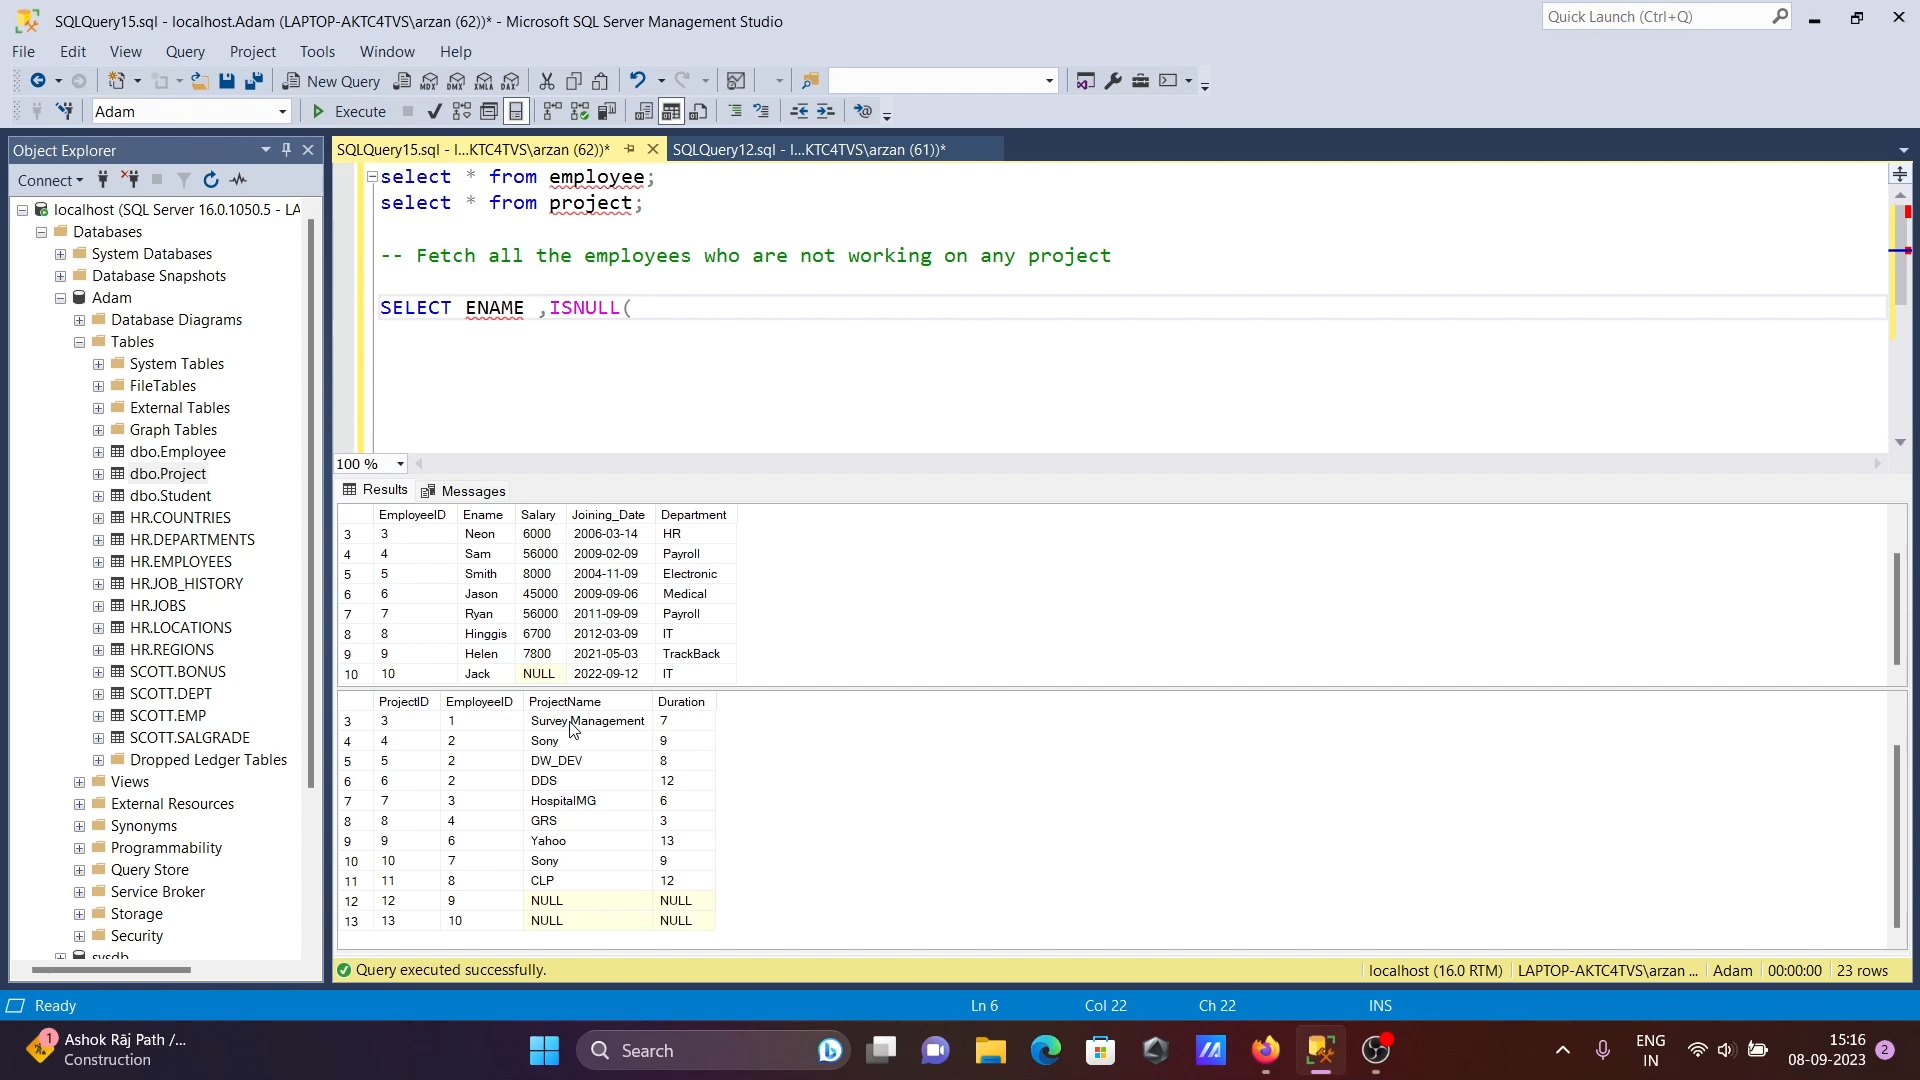 SQLQuery15.sql - localhost.Adam (LAPTOP-AKTC4TVS\arzan (62))* - Microsoft SQL Server Management Studio
Quick Launch (Ctrl+Q)
File Edit View Query Project Tools Window Help
New Query MDX DMX XMLA DAX
Adam Execute
Object Explorer
SQLQuery15.sql - l...KTC4TVS\arzan (62))*
SQLQuery12.sql - l...KTC4TVS\arzan (61))*
Connect
localhost (SQL Server 16.0.1050.5 - LA
Databases
System Databases
Database Snapshots
Adam
Database Diagrams
Tables
System Tables
FileTables
External Tables
Graph Tables
dbo.Employee
dbo.Project
dbo.Student
HR.COUNTRIES
HR.DEPARTMENTS
HR.EMPLOYEES
HR.JOB_HISTORY
HR.JOBS
HR.LOCATIONS
HR.REGIONS
SCOTT.BONUS
SCOTT.DEPT
SCOTT.EMP
SCOTT.SALGRADE
Dropped Ledger Tables
Views
External Resources
Synonyms
Programmability
Query Store
Service Broker
Storage
Security
sysdb
select * from employee;
select * from project;
-- Fetch all the employees who are not working on any project
SELECT ENAME ,ISNULL(
100 %
Results Messages
EmployeeID Ename Salary Joining_Date Department
3 3 Neon 6000 2006-03-14 HR
4 4 Sam 56000 2009-02-09 Payroll
5 5 Smith 8000 2004-11-09 Electronic
6 6 Jason 45000 2009-09-06 Medical
7 7 Ryan 56000 2011-09-09 Payroll
8 8 Hinggis 6700 2012-03-09 IT
9 9 Helen 7800 2021-05-03 TrackBack
10 10 Jack NULL 2022-09-12 IT
ProjectID EmployeeID ProjectName Duration
3 3 1 Survey Management 7
4 4 2 Sony 9
5 5 2 DW_DEV 8
6 6 2 DDS 12
7 7 3 HospitalMG 6
8 8 4 GRS 3
9 9 6 Yahoo 13
10 10 7 Sony 9
11 11 8 CLP 12
12 12 9 NULL NULL
13 13 10 NULL NULL
Query executed successfully. localhost (16.0 RTM) LAPTOP-AKTC4TVS\arzan ... Adam 00:00:00 23 rows
Ready Ln 6 Col 22 Ch 22 INS
1 Ashok Rāj Path /...
Construction
Search
ENG
IN
15:16
08-09-2023 2